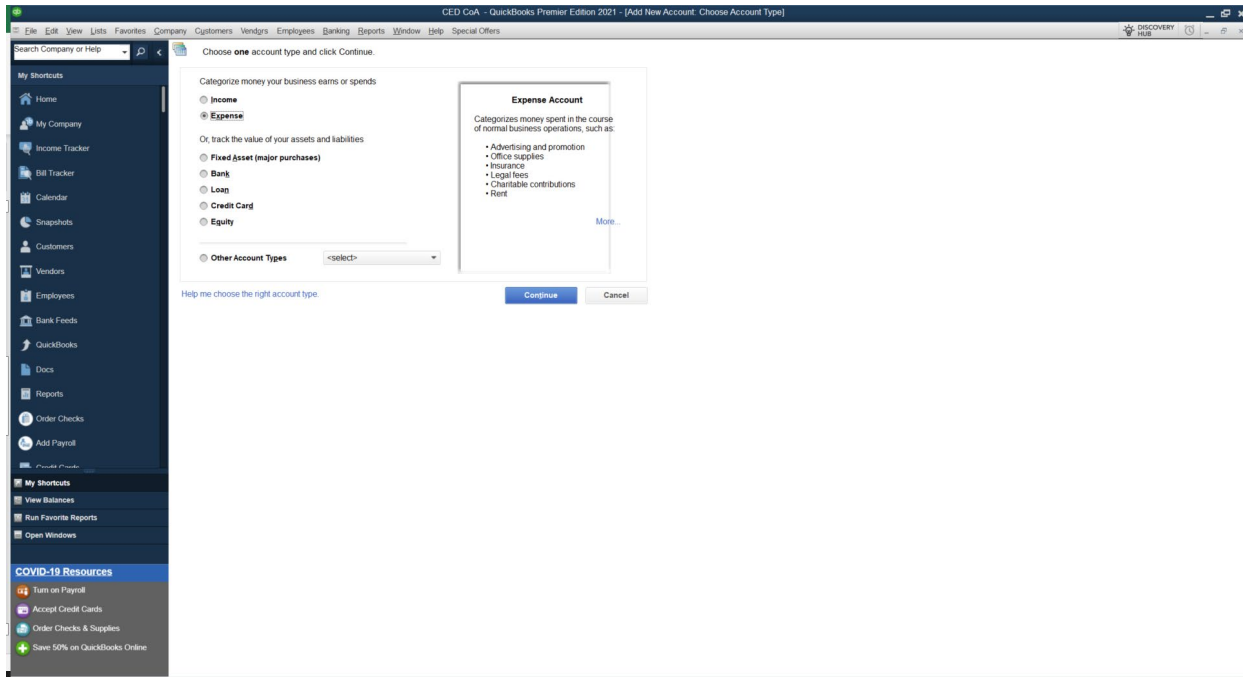 CED CoA - QuickBooks Premier Edition 2021 - [Add New Account: Choose Account Type]
File Edit View Lists Favorites Company Customers Vendors Employees Banking Reports Window Help Special Offers
DISCOVERY HUB
Search Company or Help
My Shortcuts
Home
My Company
Income Tracker
Bill Tracker
Calendar
Snapshots
Customers
Vendors
Employees
Bank Feeds
QuickBooks
Docs
Reports
Order Checks
Add Payroll
Credit Cards
My Shortcuts
View Balances
Run Favorite Reports
Open Windows
COVID-19 Resources
Turn on Payroll
Accept Credit Cards
Order Checks & Supplies
Save 50% on QuickBooks Online
Choose one account type and click Continue.
Categorize money your business earns or spends
Income
Expense
Or, track the value of your assets and liabilities
Fixed Asset (major purchases)
Bank
Loan
Credit Card
Equity
Other Account Types <select>
Expense Account
Categorizes money spent in the course
of normal business operations, such as:
• Advertising and promotion
• Office supplies
• Insurance
• Legal fees
• Charitable contributions
• Rent
More...
Help me choose the right account type.
Continue Cancel